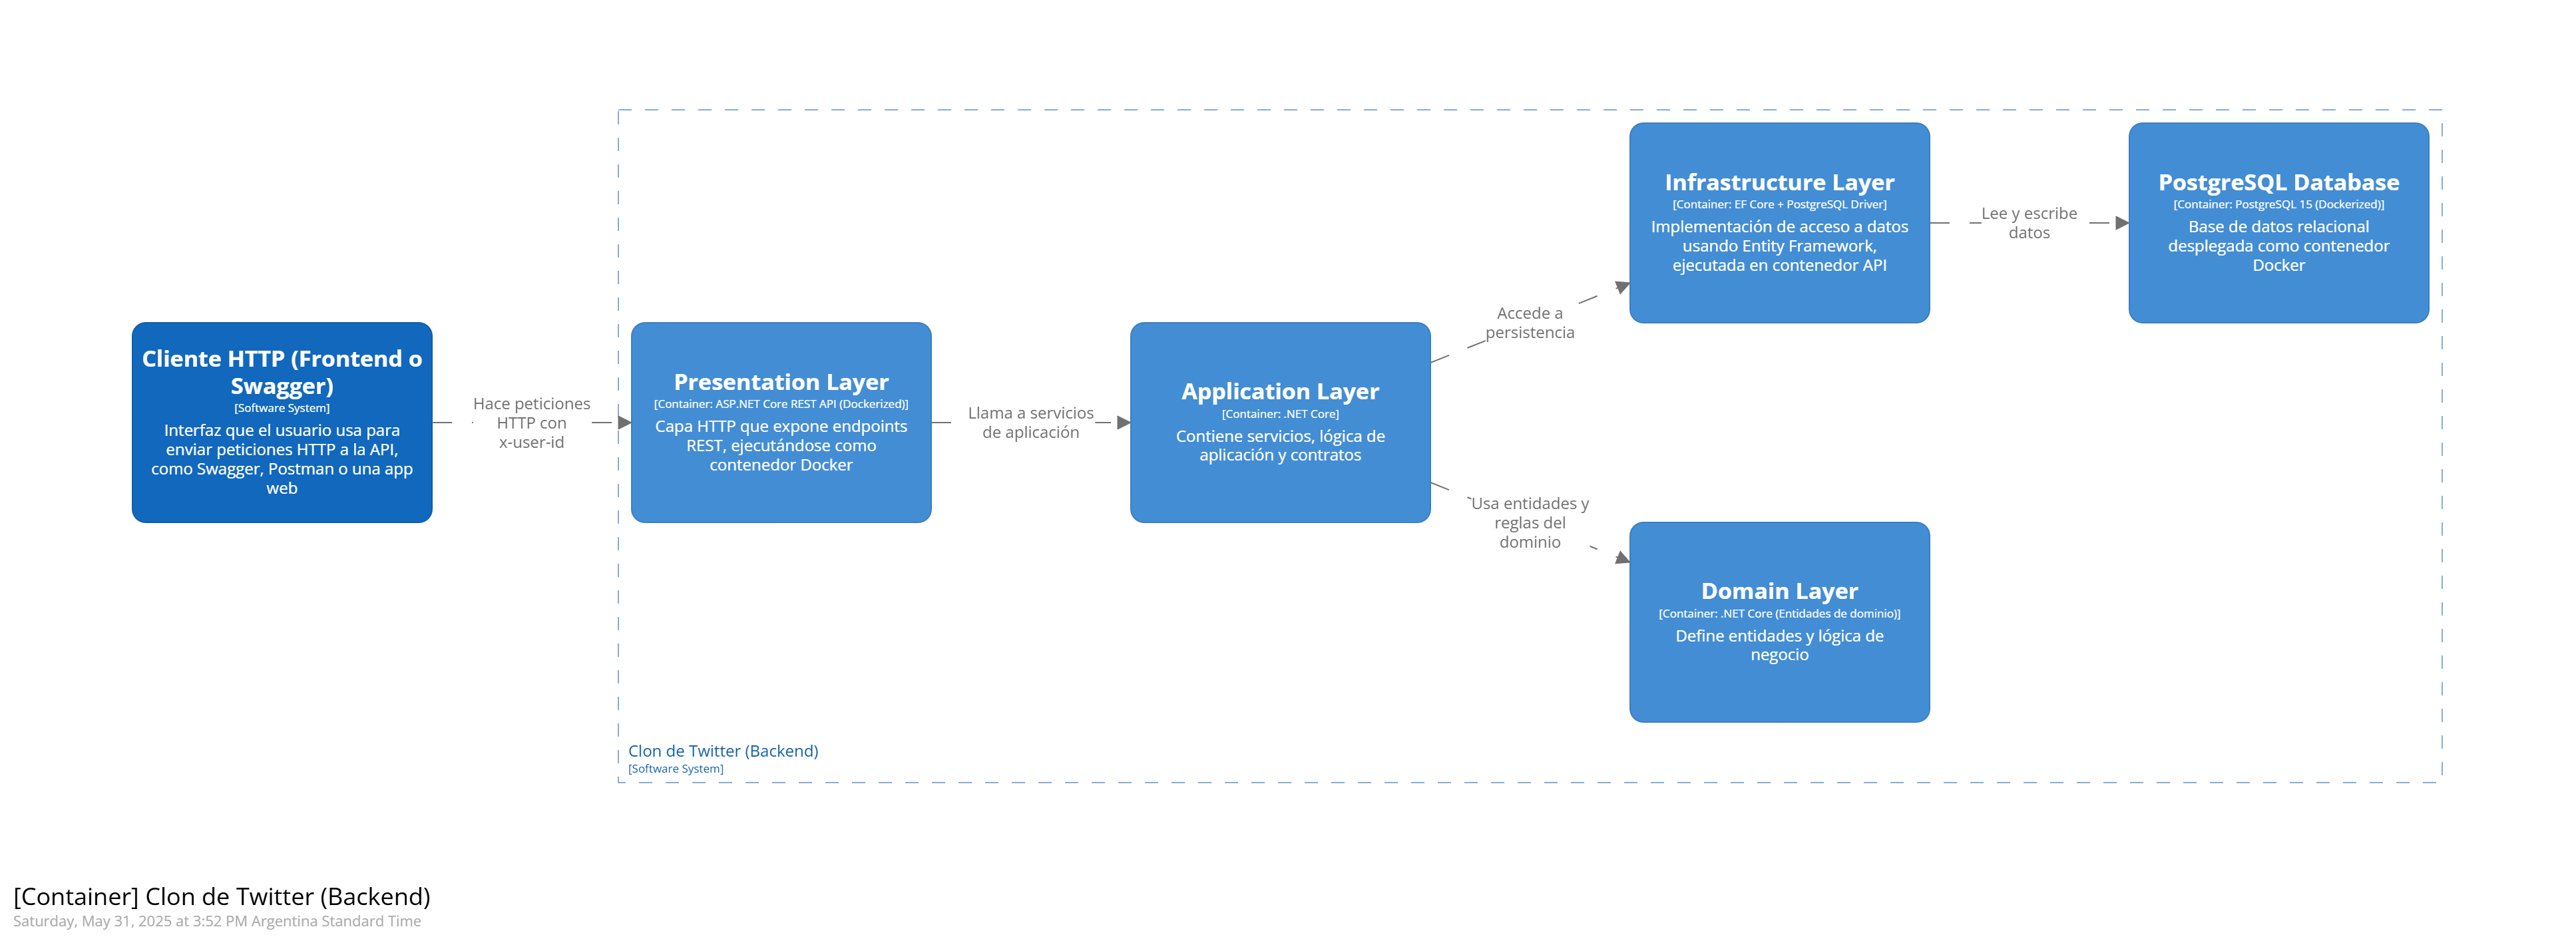 Cliente HTTP (Frontend o
Swagger)
[Software System]
Interfaz que el usuario usa para
enviar peticiones HTTP a la API,
como Swagger, Postman o una app
web
Hace peticiones
HTTP con
x-user-id
Presentation Layer
[Container: ASP.NET Core REST API (Dockerized)]
Capa HTTP que expone endpoints
REST, ejecutándose como
contenedor Docker
Llama a servicios
de aplicación
Application Layer
[Container: .NET Core]
Contiene servicios, lógica de
aplicación y contratos
Accede a
persistencia
Infrastructure Layer
[Container: EF Core + PostgreSQL Driver]
Implementación de acceso a datos
usando Entity Framework,
ejecutada en contenedor API
Lee y escribe
datos
PostgreSQL Database
[Container: PostgreSQL 15 (Dockerized)]
Base de datos relacional
desplegada como contenedor
Docker
Usa entidades y
reglas del
dominio
Domain Layer
[Container: .NET Core (Entidades de dominio)]
Define entidades y lógica de
negocio
Clon de Twitter (Backend)
[Software System]
[Container] Clon de Twitter (Backend)
Saturday, May 31, 2025 at 3:52 PM Argentina Standard Time